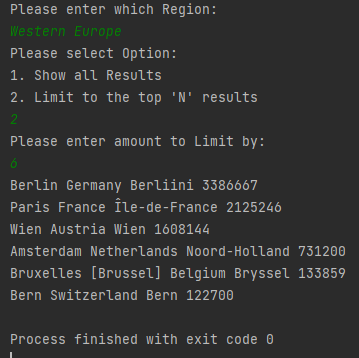 Please enter which Region:
Western Europe
Please select Option:
1. Show all Results
2. Limit to the top 'N' results
2
Please enter amount to Limit by:
6
Berlin Germany Berliini 3386667
Paris France Île-de-France 2125246
Wien Austria Wien 1608144
Amsterdam Netherlands Noord-Holland 731200
Bruxelles [Brussel] Belgium Bryssel 133859
Bern Switzerland Bern 122700
Process finished with exit code 0